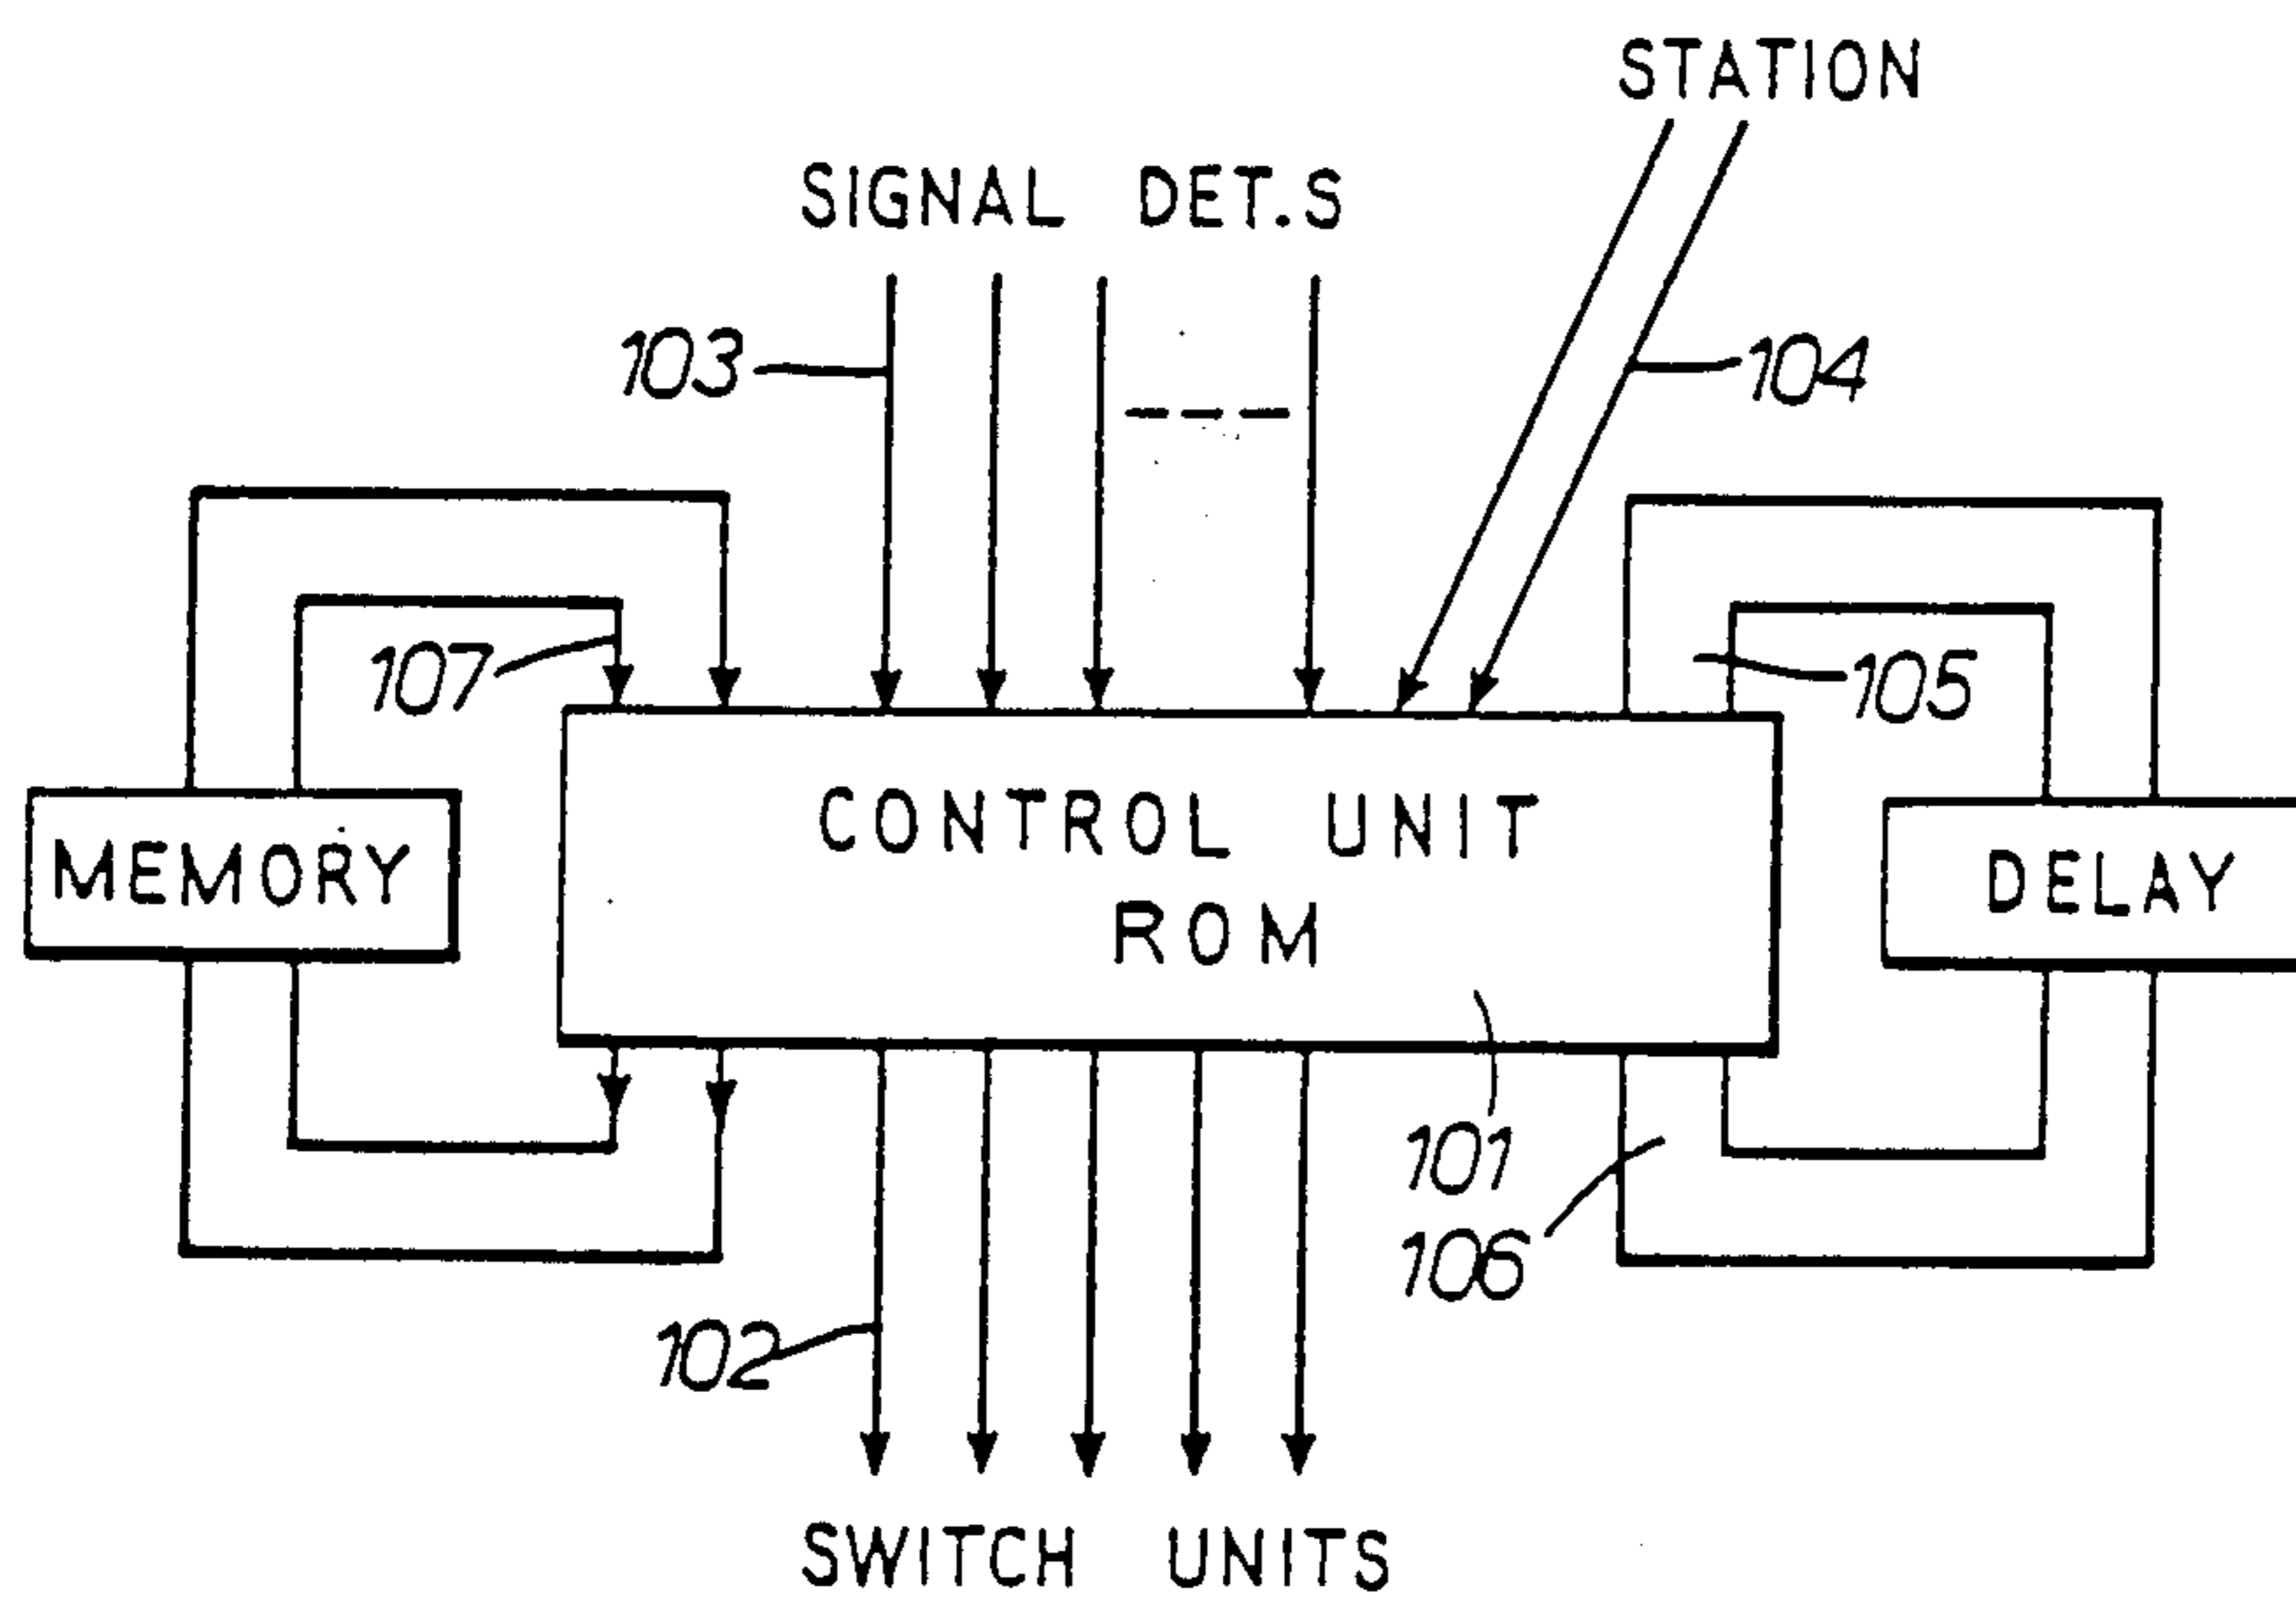 STATION
SIGNAL DET.S
103
104
107
105
MEMORY
CONTROL UNIT
ROM
DELAY
101
106
102
SWITCH UNITS